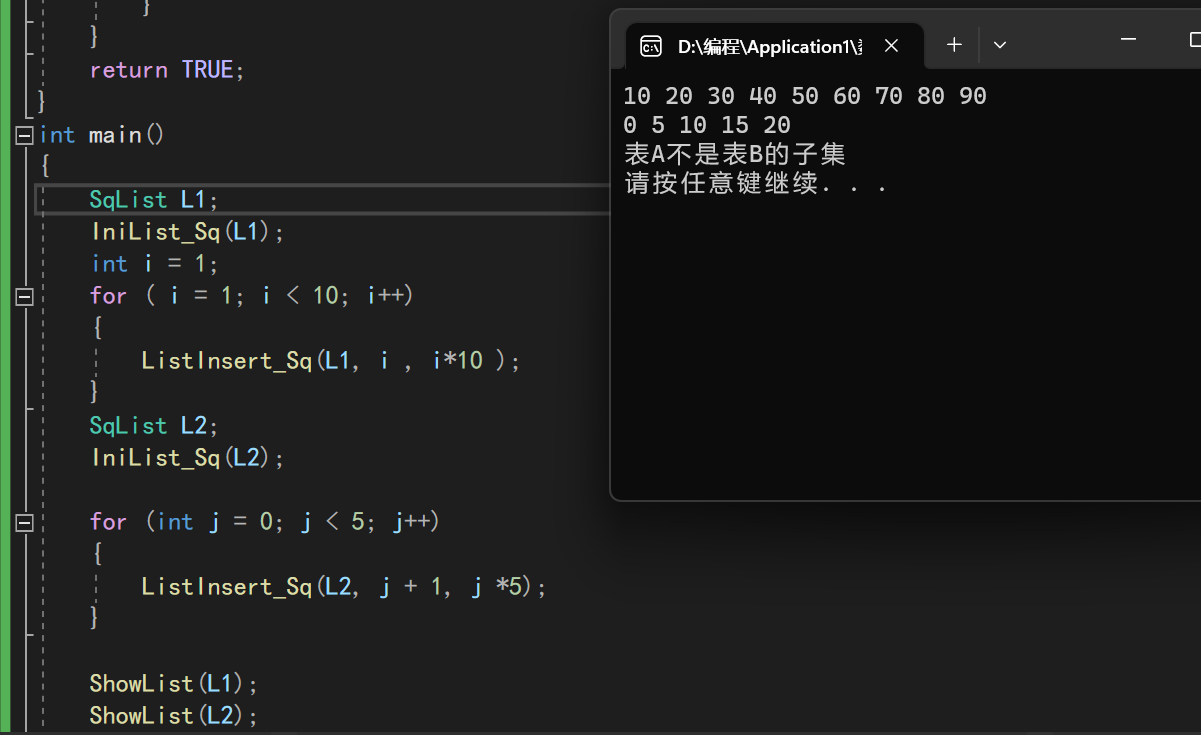 }
}
return TRUE;
}
int main()
{
SqList L1;
IniList_Sq(L1);
int i = 1;
for ( i = 1; i < 10; i++)
{
ListInsert_Sq(L1, i , i*10 );
}
SqList L2;
IniList_Sq(L2);
for (int j = 0; j < 5; j++)
{
ListInsert_Sq(L2, j + 1, j *5);
}
ShowList(L1);
ShowList(L2);
D:\编程\Application1\
10 20 30 40 50 60 70 80 90
0 5 10 15 20
表A不是表B的子集
请按任意键继续. . .